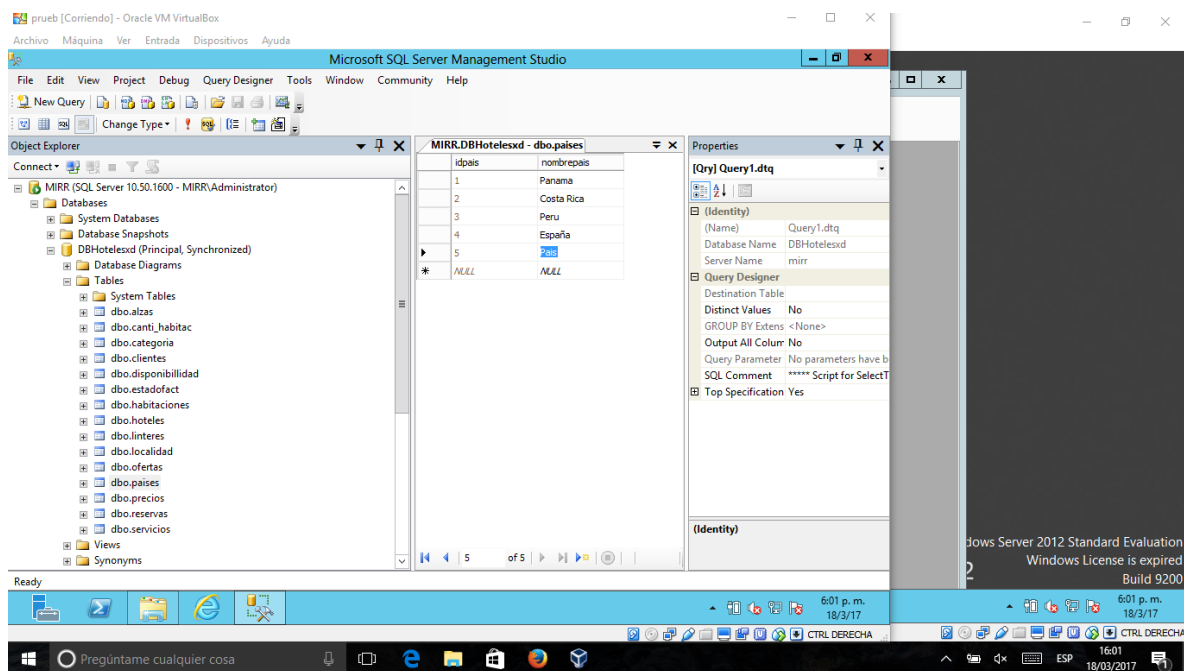 prueb [Corriendo] - Oracle VM VirtualBox
Archivo Máquina Ver Entrada Dispositivos Ayuda
Microsoft SQL Server Management Studio
File Edit View Project Debug Query Designer Tools Window Community Help
New Query
Change Type
Object Explorer
Connect
MIRR (SQL Server 10.50.1600 - MIRR\Administrator)
Databases
System Databases
Database Snapshots
DBHotelesxd (Principal, Synchronized)
Database Diagrams
Tables
System Tables
dbo.alzas
dbo.canti_habitac
dbo.categoria
dbo.clientes
dbo.disponibillidad
dbo.estadofact
dbo.habitaciones
dbo.hoteles
dbo.linteres
dbo.localidad
dbo.ofertas
dbo.paises
dbo.precios
dbo.reservas
dbo.servicios
Views
Synonyms
MIRR.DBHotelesxd - dbo.paises
idpais nombrepais
1 Panama
2 Costa Rica
3 Peru
4 España
5 Pais
NULL NULL
5 of 5
Properties
[Qry] Query1.dtq
(Identity)
(Name) Query1.dtq
Database Name DBHotelesxd
Server Name mirr
Query Designer
Destination Table
Distinct Values No
GROUP BY Extens <None>
Output All Colum No
Query Parameter No parameters have b
SQL Comment ***** Script for SelectT
Top Specification Yes
(Identity)
Ready
6:01 p. m.
18/3/17
CTRL DERECHA
dows Server 2012 Standard Evaluation
Windows License is expired
Build 9200
2
6:01 p. m.
18/3/17
CTRL DERECHA
Pregúntame cualquier cosa
ESP
16:01
18/03/2017